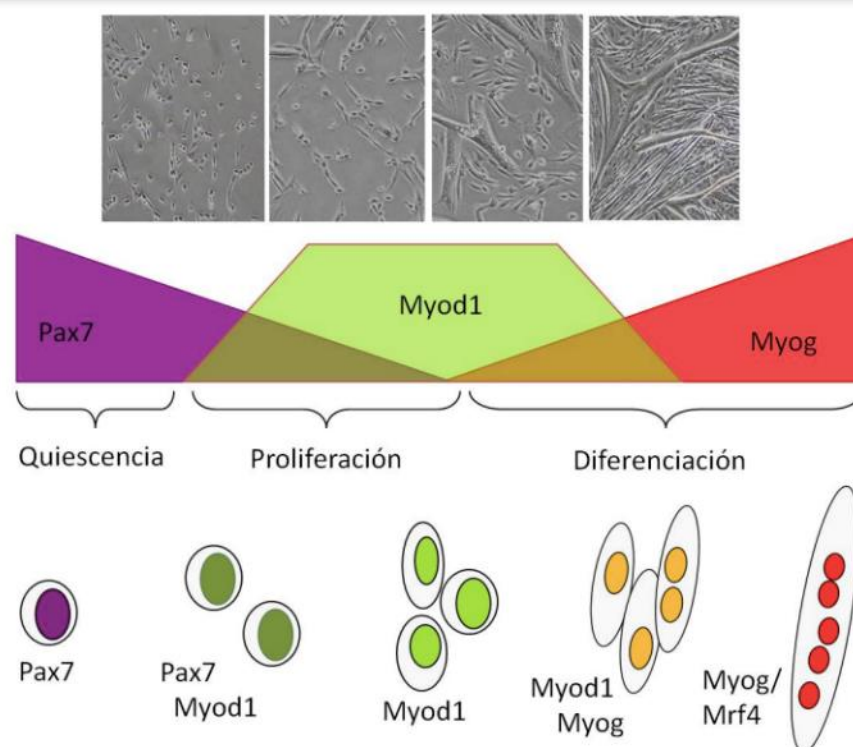 Pax7
Myod1
Myog
Quiescencia
Proliferación
Diferenciación
Pax7
Pax7
Myod1
Myod1
Myod1
Myog
Myog/
Mrf4